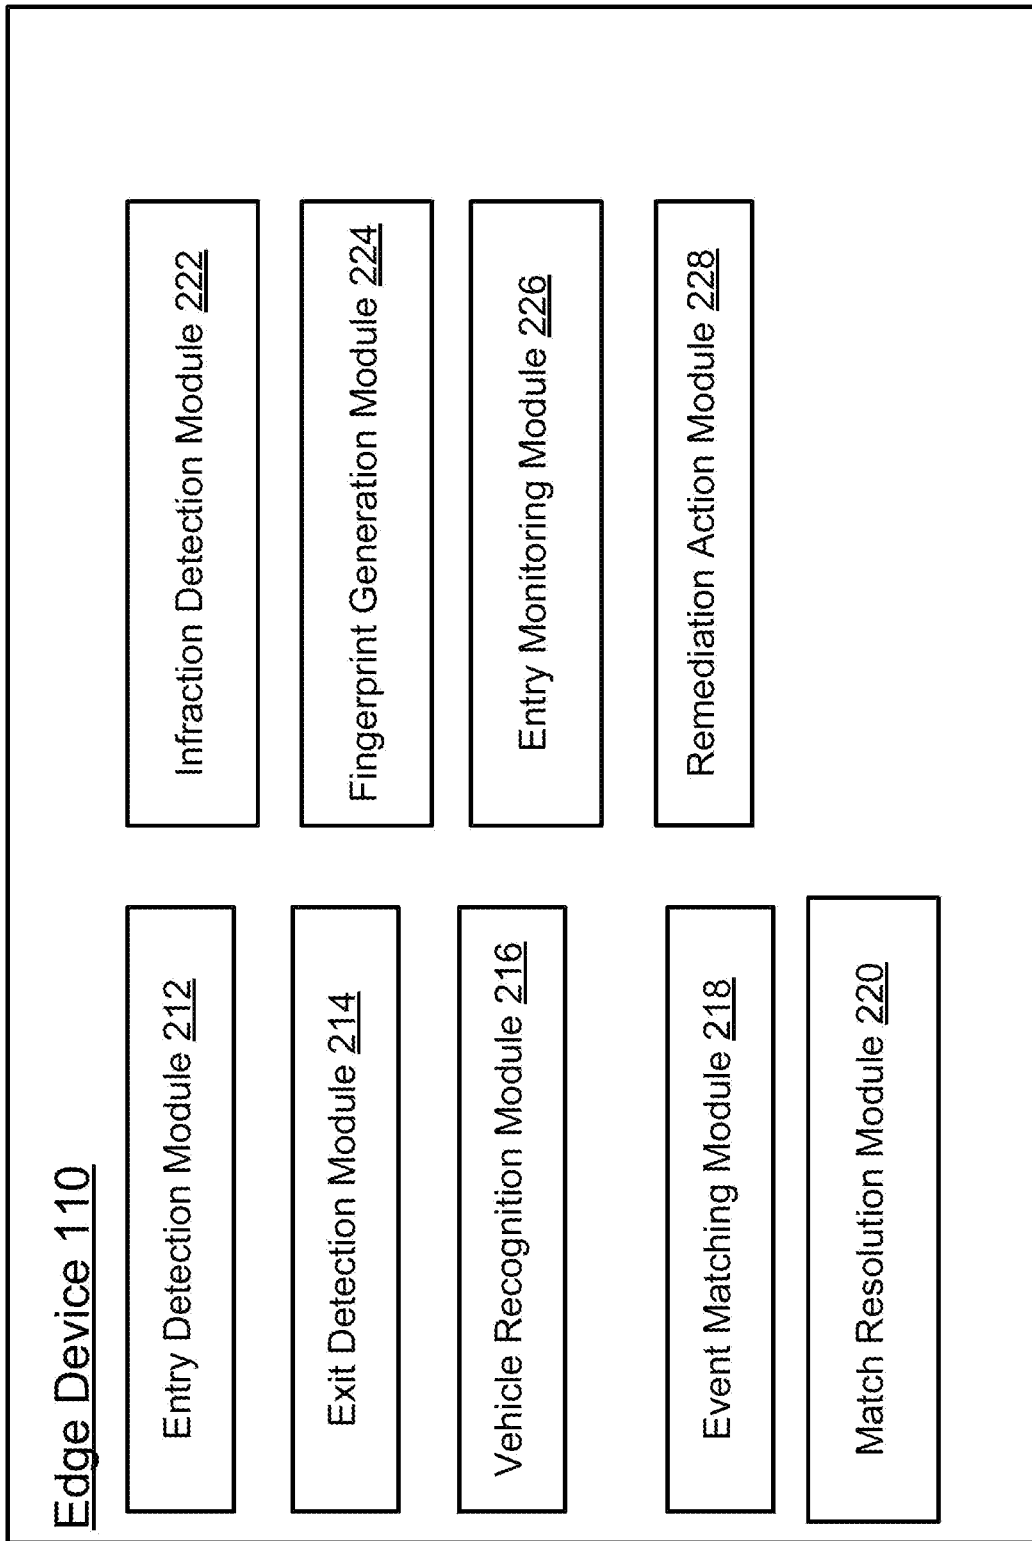 Edge Device 110
Entry Detection Module 212
Exit Detection Module 214
Vehicle Recognition Module 216
Event Matching Module 218
Match Resolution Module 220
Infraction Detection Module 222
Fingerprint Generation Module 224
Entry Monitoring Module 226
Remediation Action Module 228